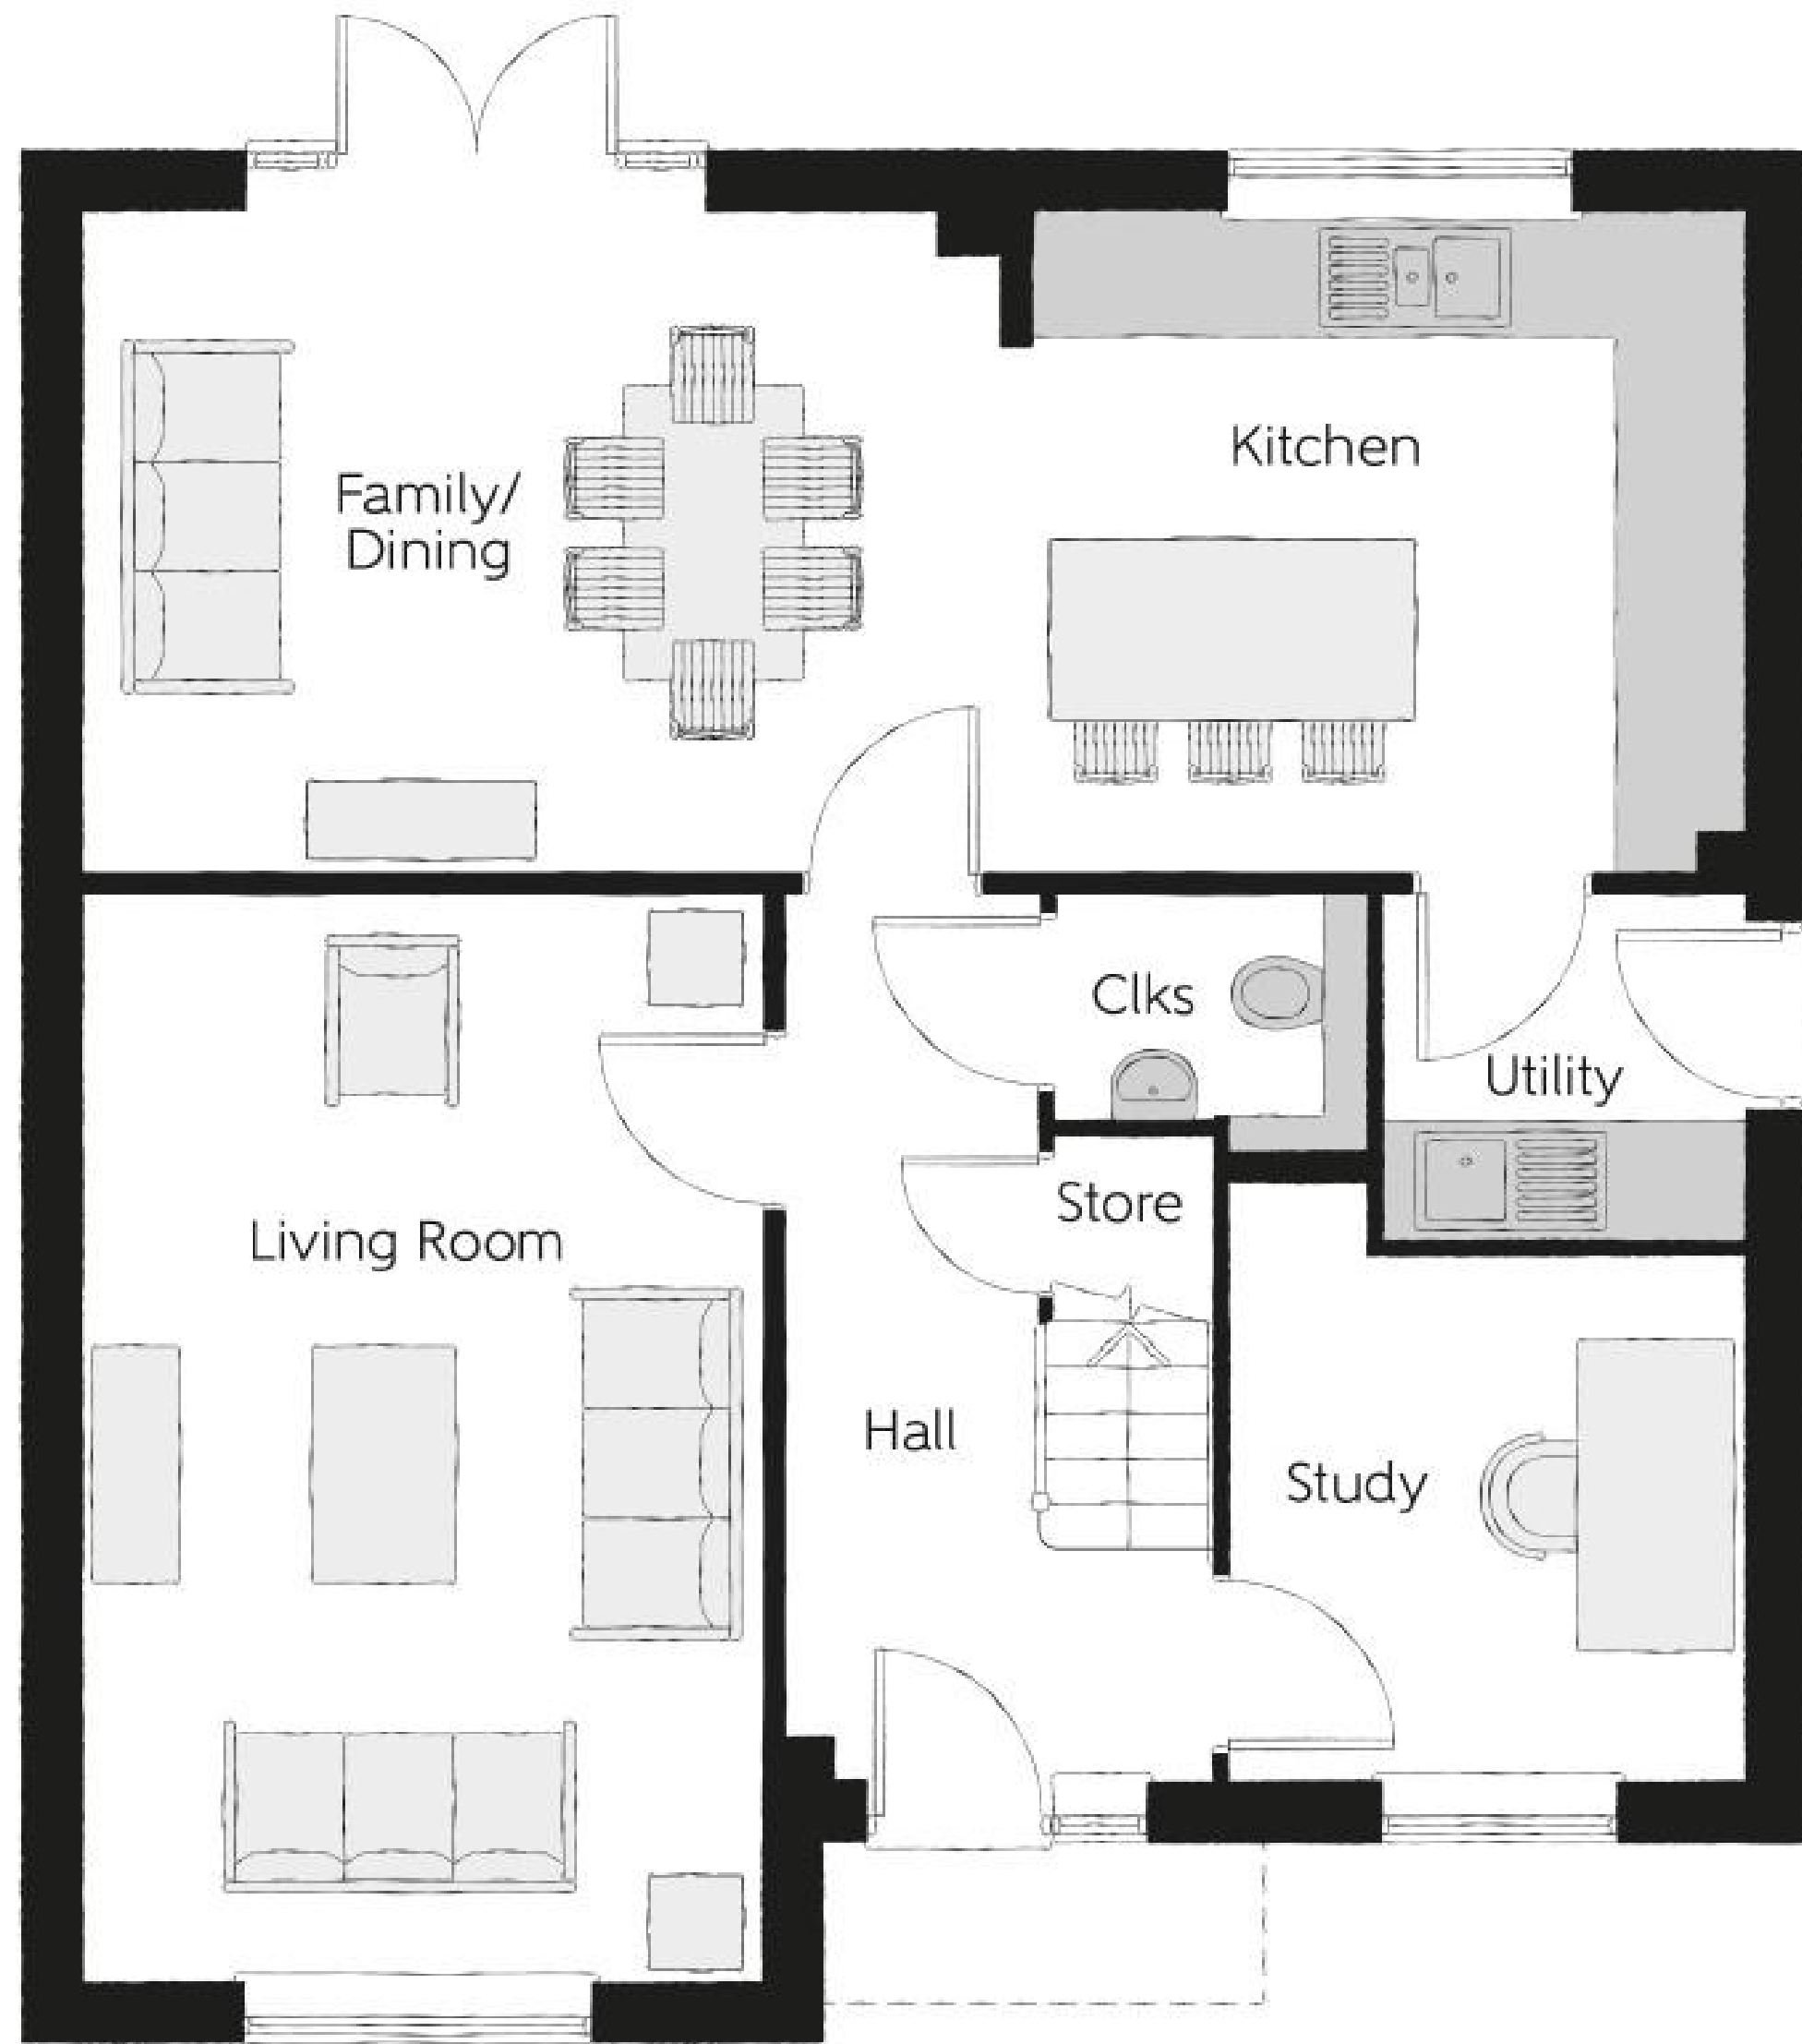 Kitchen
Family/
Dining
Clks
Utility
Store
Living Room
Hall
Study